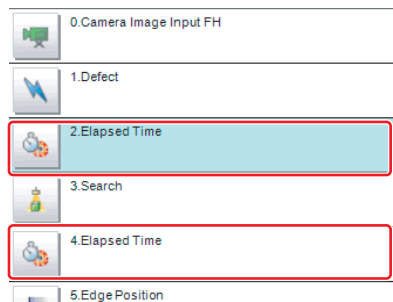 0.Camera Image Input FH
1.Defect
2.Elapsed Time
3.Search
4.Elapsed Time
5.Edge Position